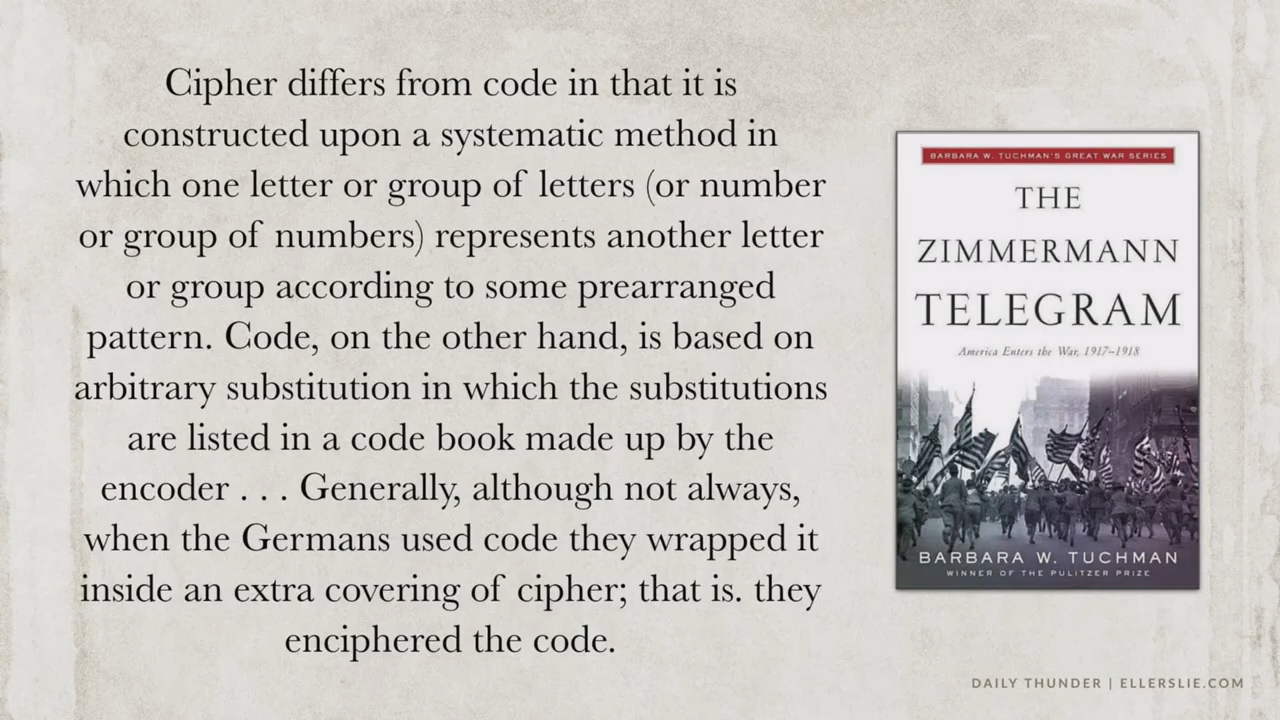 Cipher differs from code in that it is
constructed upon a systematic method in
which one letter or group of letters (or number
or group of numbers) represents another letter
or group according to some prearranged
pattern. Code, on the other hand, is based on
arbitrary substitution in which the substitutions
are listed in a code book made up by the
encoder . . . Generally, although not always,
when the Germans used code they wrapped it
inside an extra covering of cipher; that is. they
enciphered the code.
BARBARA W. TUCHMAN'S GREAT WAR SERIES
THE
ZIMMERMANN
TELEGRAM
America Enters the War, 1917–1918
BARBARA W. TUCHMAN
WINNER OF THE PULITZER PRIZE
DAILY THUNDER | ELLERSLIE.COM